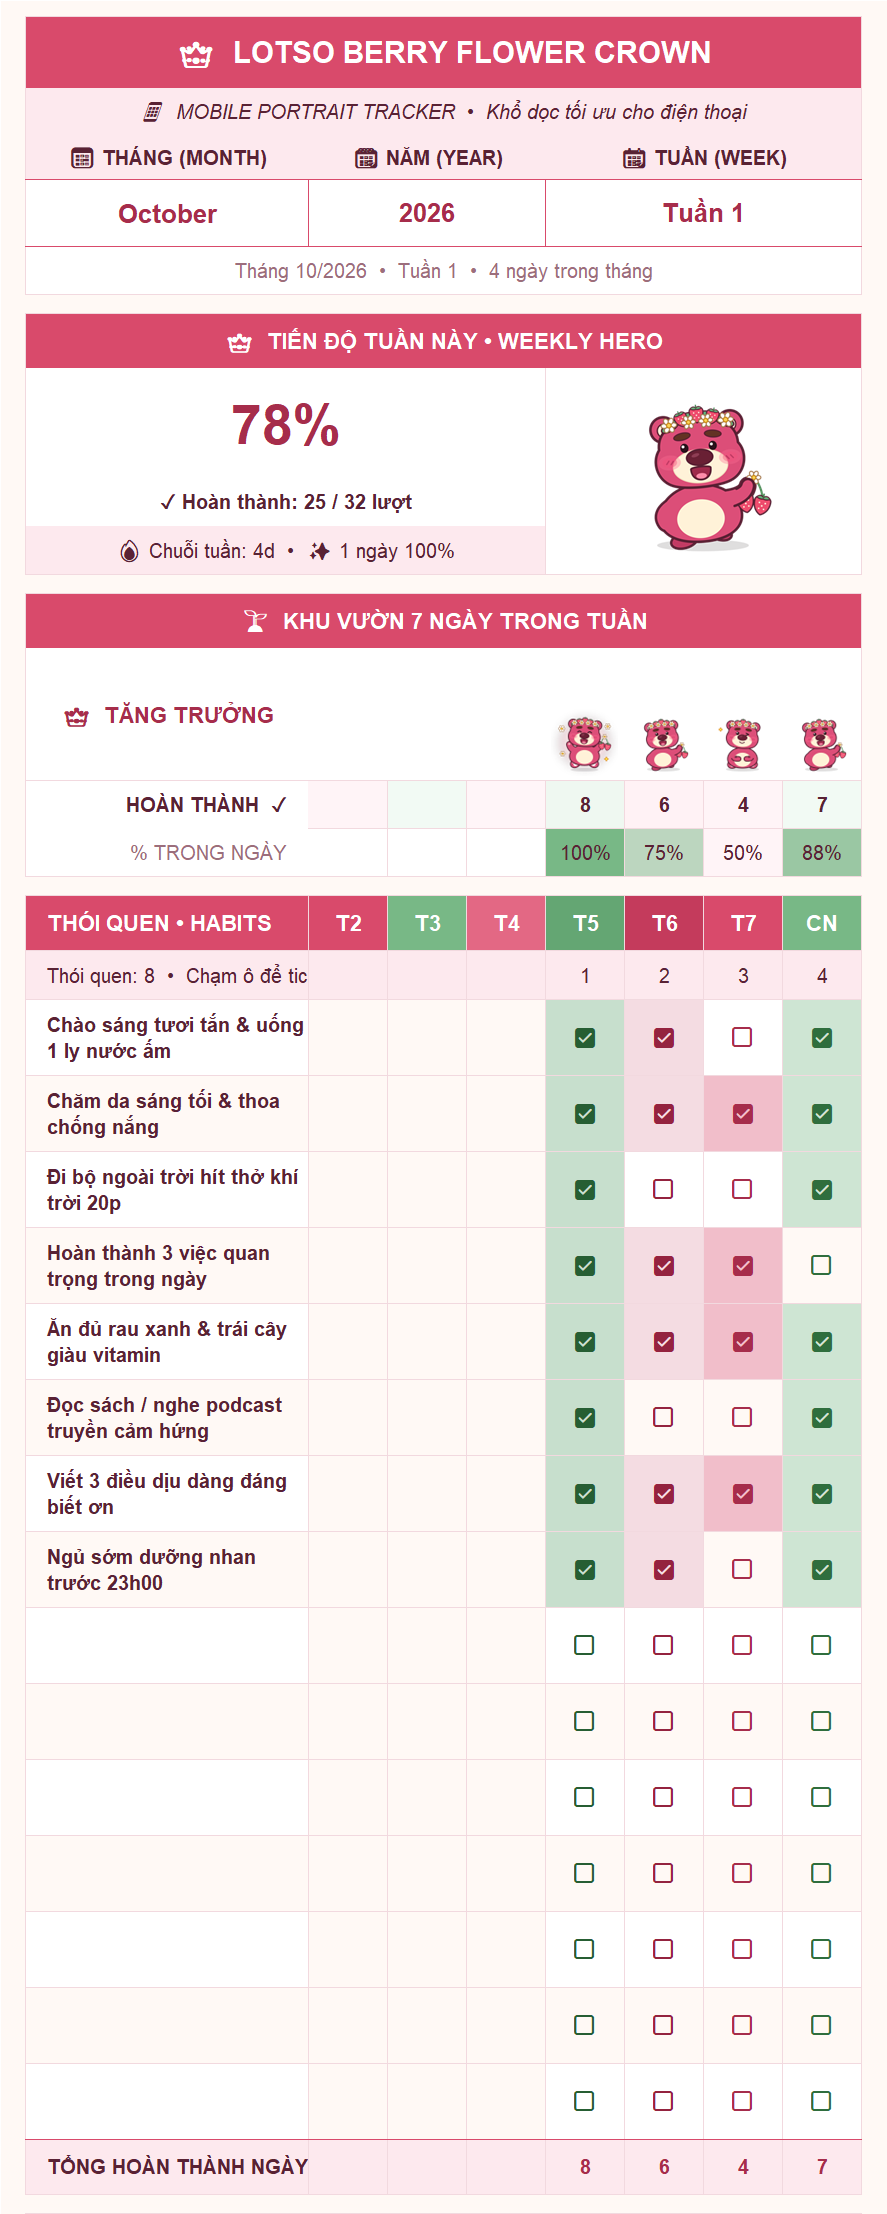 LOTSO BERRY FLOWER CROWN
MOBILE PORTRAIT TRACKER • Khổ dọc tối ưu cho điện thoại
THÁNG (MONTH) NĂM (YEAR) TUẦN (WEEK)
October 2026 Tuần 1
Tháng 10/2026 • Tuần 1 • 4 ngày trong tháng
TIẾN ĐỘ TUẦN NÀY • WEEKLY HERO
78%
✓ Hoàn thành: 25 / 32 lượt
Chuỗi tuần: 4d • 1 ngày 100%
KHU VƯỜN 7 NGÀY TRONG TUẦN
TĂNG TRƯỞNG
HOÀN THÀNH ✓ 8 6 4 7
% TRONG NGÀY 100% 75% 50% 88%
THÓI QUEN • HABITS T2 T3 T4 T5 T6 T7 CN
Thói quen: 8 • Chạm ô để tic 1 2 3 4
Chào sáng tươi tắn & uống
1 ly nước ấm
Chăm da sáng tối & thoa
chống nắng
Đi bộ ngoài trời hít thở khí
trời 20p
Hoàn thành 3 việc quan
trọng trong ngày
Ăn đủ rau xanh & trái cây
giàu vitamin
Đọc sách / nghe podcast
truyền cảm hứng
Viết 3 điều dịu dàng đáng
biết ơn
Ngủ sớm dưỡng nhan
trước 23h00
TỔNG HOÀN THÀNH NGÀY 8 6 4 7